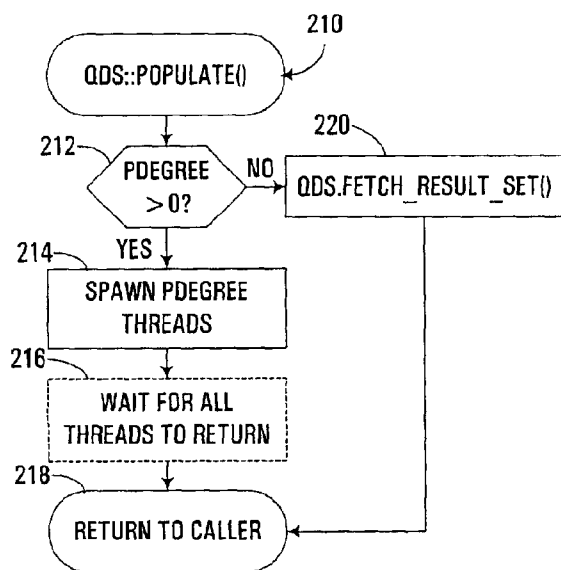 210
QDS::POPULATE()
212
PDEGREE
> 0?
NO
220
QDS.FETCH_RESULT_SET()
YES
214
SPAWN PDEGREE
THREADS
216
WAIT FOR ALL
THREADS TO RETURN
218
RETURN TO CALLER